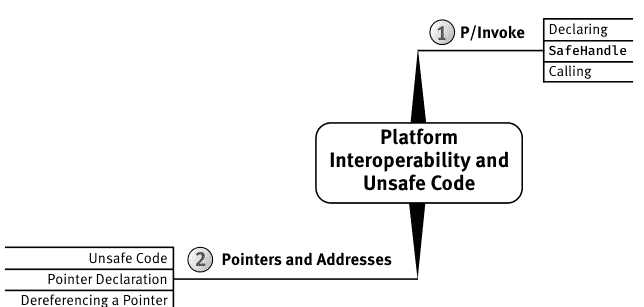 1 P/Invoke
Declaring
SafeHandle
Calling
Platform
Interoperability and
Unsafe Code
2 Pointers and Addresses
Unsafe Code
Pointer Declaration
Dereferencing a Pointer